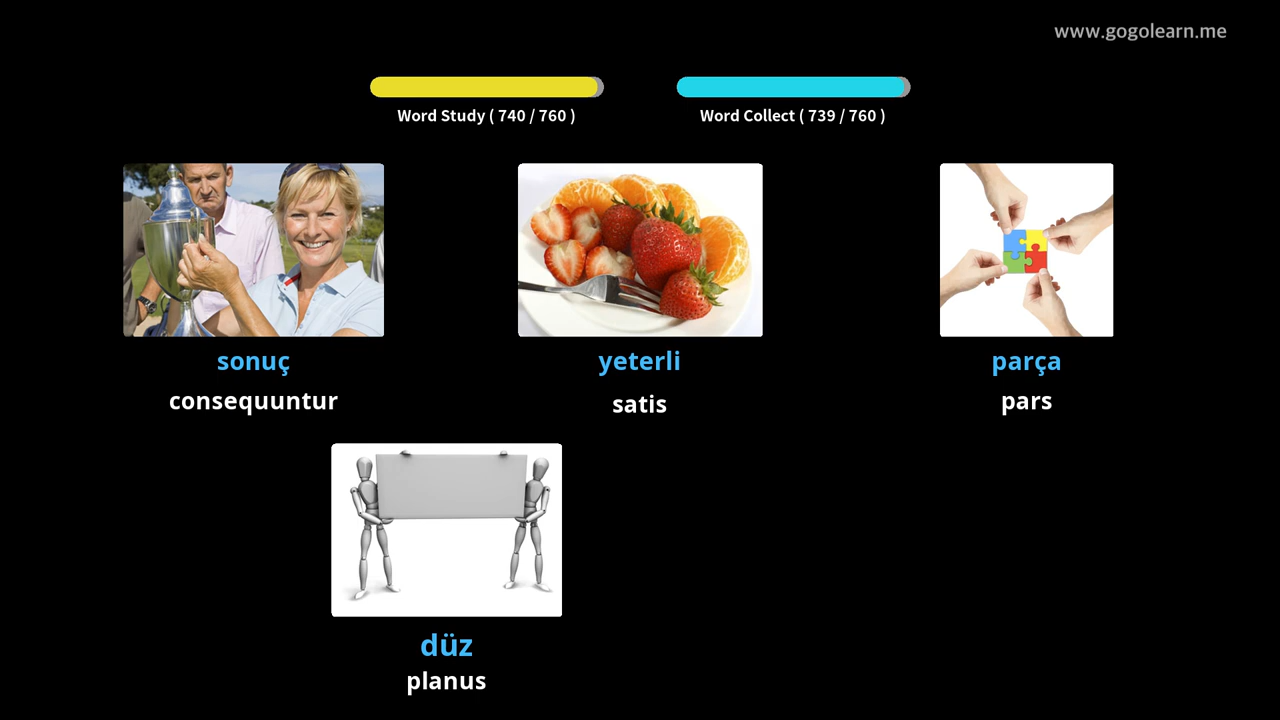 www.gogolearn.me
Word Study ( 740 / 760 )
Word Collect ( 739 / 760 )
sonuç
consequuntur
yeterli
satis
parça
pars
düz
planus